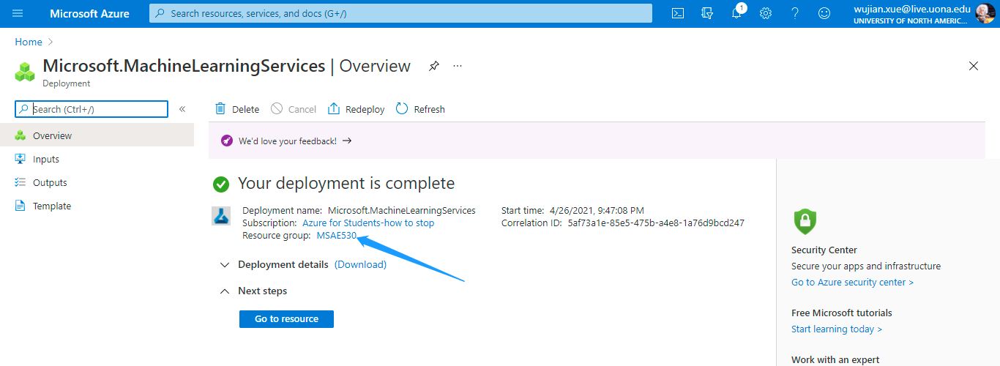 Microsoft Azure
Search resources, services, and docs (G+/)
1
wujian.xue@live.uona.edu
UNIVERSITY OF NORTH AMERIC...
Home
Microsoft.MachineLearningServices | Overview
Deployment
Search (Ctrl+/)
Overview
Inputs
Outputs
Template
Delete
Cancel
Redeploy
Refresh
We'd love your feedback! →
Your deployment is complete
Deployment name: Microsoft.MachineLearningServices
Subscription: Azure for Students-how to stop
Resource group: MSAE530
Start time: 4/26/2021, 9:47:08 PM
Correlation ID: 5af73a1e-85e5-475b-a4e8-1a76d9bcd247
Deployment details (Download)
Next steps
Go to resource
Security Center
Secure your apps and infrastructure
Go to Azure security center >
Free Microsoft tutorials
Start learning today >
Work with an expert